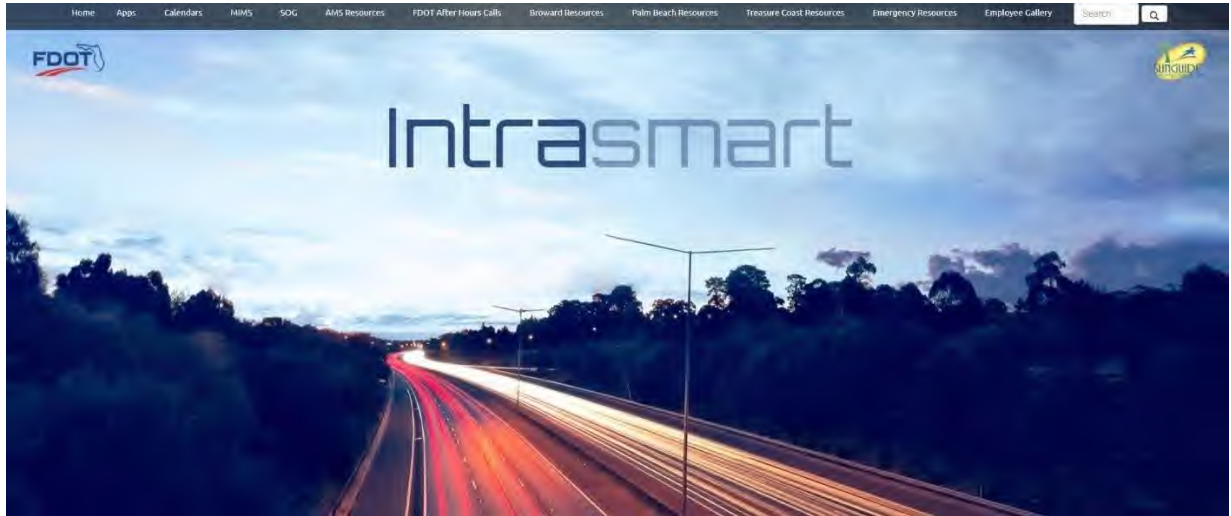 Home Apps Calendars MIMS SOG AMS Resources FDOT After Hours Calls Broward Resources Palm Beach Resources Treasure Coast Resources Emergency Resources Employee Gallery Search
FDOT
SUNGUIDE
Intrasmart